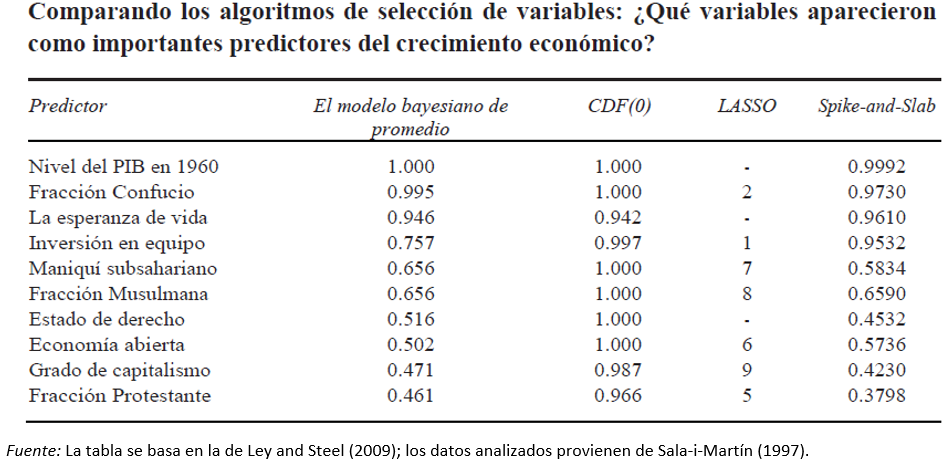 Comparando los algoritmos de selección de variables: ¿Qué variables aparecieron
como importantes predictores del crecimiento económico?
Predictor El modelo bayesiano de promedio CDF(0) LASSO Spike-and-Slab
Nivel del PIB en 1960 1.000 1.000 - 0.9992
Fracción Confucio 0.995 1.000 2 0.9730
La esperanza de vida 0.946 0.942 - 0.9610
Inversión en equipo 0.757 0.997 1 0.9532
Maniquí subsahariano 0.656 1.000 7 0.5834
Fracción Musulmana 0.656 1.000 8 0.6590
Estado de derecho 0.516 1.000 - 0.4532
Economía abierta 0.502 1.000 6 0.5736
Grado de capitalismo 0.471 0.987 9 0.4230
Fracción Protestante 0.461 0.966 5 0.3798
Fuente: La tabla se basa en la de Ley and Steel (2009); los datos analizados provienen de Sala-i-Martín (1997).